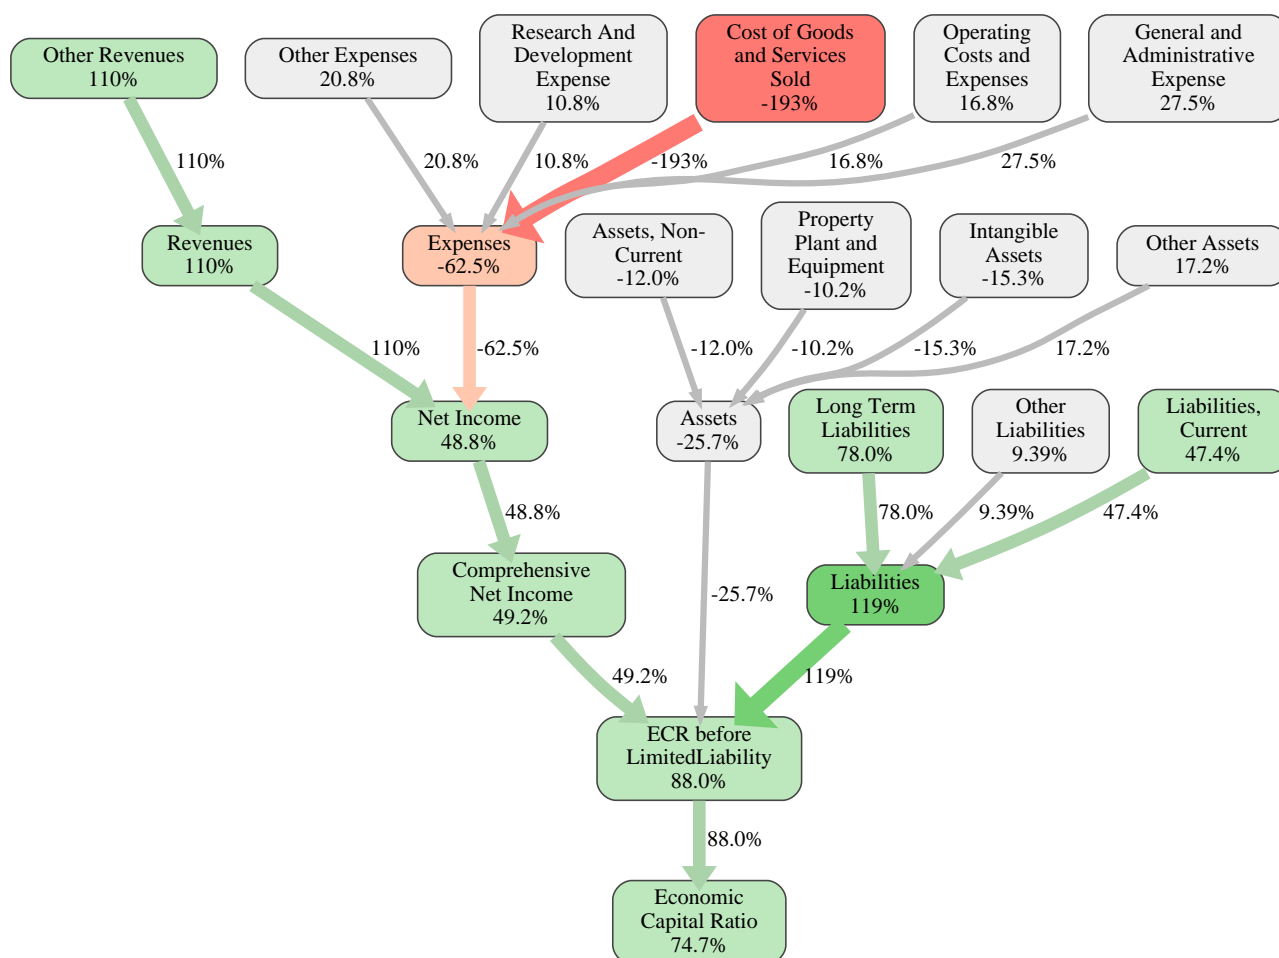 Other Revenues
110%
Other Expenses
20.8%
Research And
Development
Expense
10.8%
Cost of Goods
and Services
Sold
-193%
Operating
Costs and
Expenses
16.8%
General and
Administrative
Expense
27.5%
110%
20.8%
10.8%
-193%
16.8%
27.5%
Revenues
110%
Expenses
-62.5%
Assets, Non-
Current
-12.0%
Property
Plant and
Equipment
-10.2%
Intangible
Assets
-15.3%
Other Assets
17.2%
110%
-62.5%
-12.0%
-10.2%
-15.3%
17.2%
Net Income
48.8%
Assets
-25.7%
Long Term
Liabilities
78.0%
Other
Liabilities
9.39%
Liabilities,
Current
47.4%
48.8%
78.0%
9.39%
47.4%
Comprehensive
Net Income
49.2%
-25.7%
Liabilities
119%
49.2%
119%
ECR before
LimitedLiability
88.0%
88.0%
Economic
Capital Ratio
74.7%